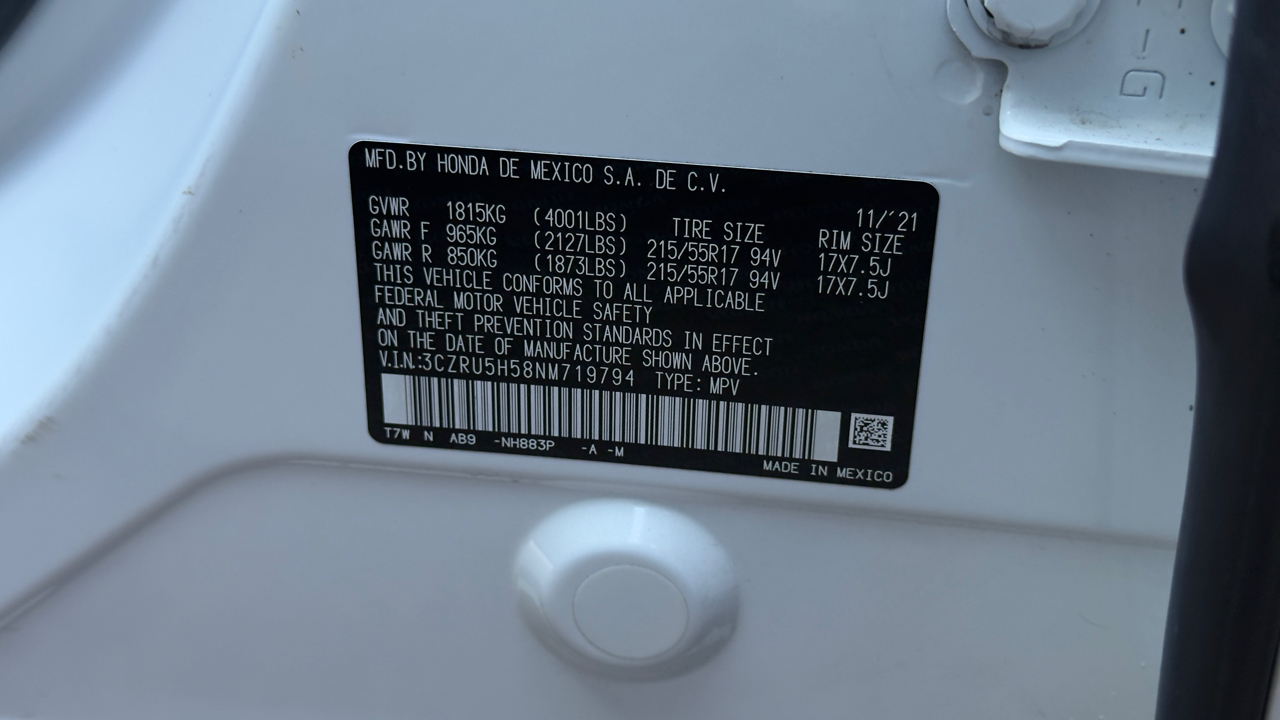 MFD.BY HONDA DE MEXICO S.A. DE C.V.
11/'21
GVWR 1815KG (4001LBS) TIRE SIZE RIM SIZE
GAWR F 965KG (2127LBS) 215/55R17 94V 17X7.5J
GAWR R 850KG (1873LBS) 215/55R17 94V 17X7.5J
THIS VEHICLE CONFORMS TO ALL APPLICABLE
FEDERAL MOTOR VEHICLE SAFETY
AND THEFT PREVENTION STANDARDS IN EFFECT
ON THE DATE OF MANUFACTURE SHOWN ABOVE.
V.I.N.:3CZRU5H58NM719794 TYPE: MPV
T7W N AB9 -NH883P -A -M
MADE IN MEXICO
G